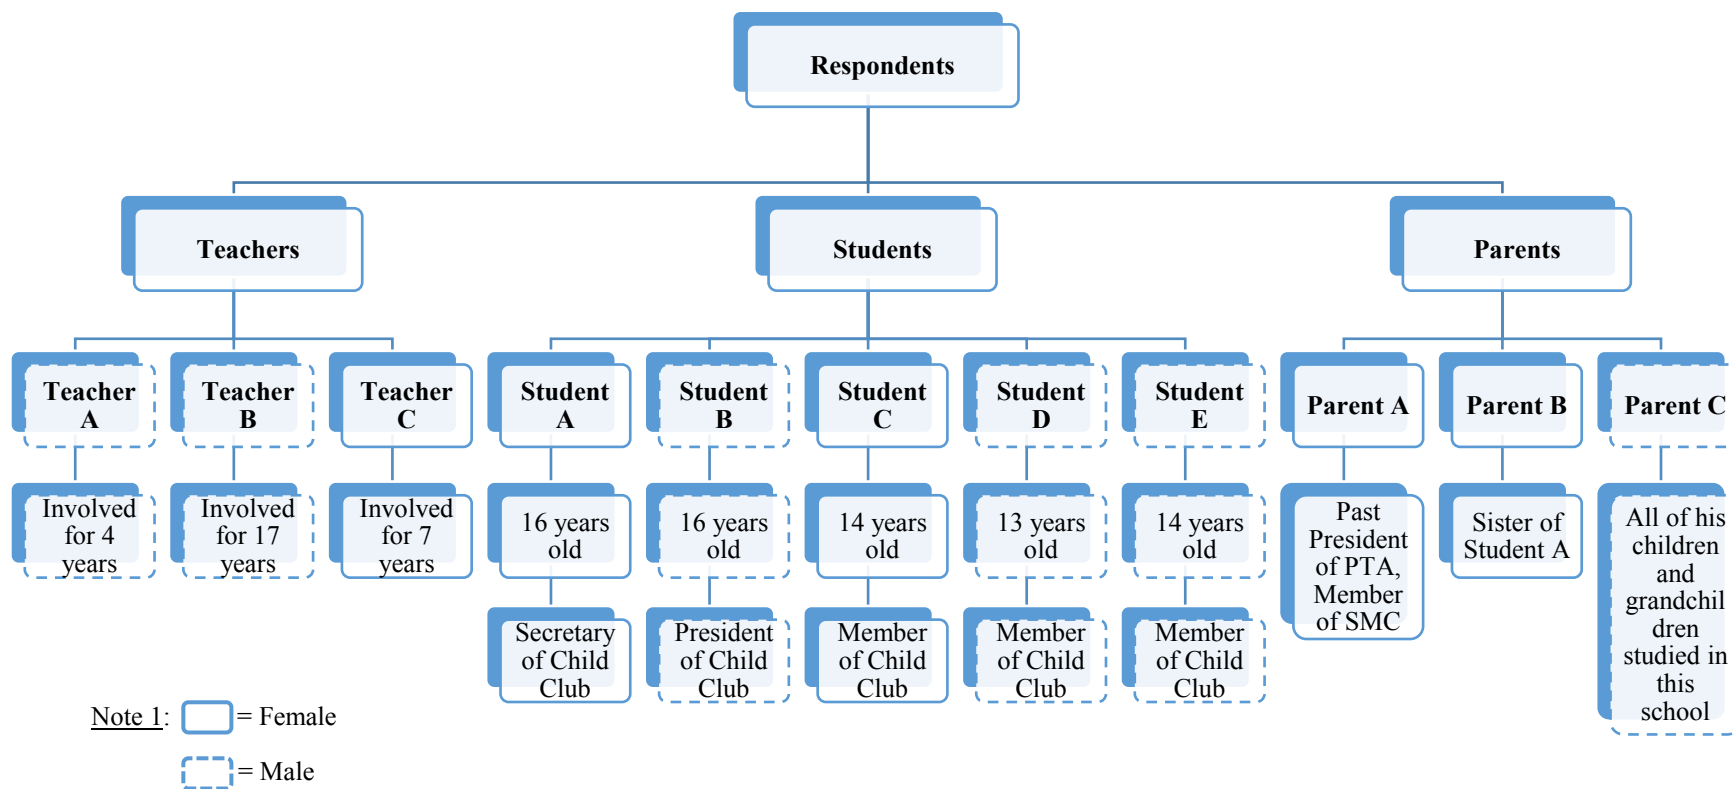 Respondents
Teachers
Students
Parents
Teacher
A
Teacher
B
Teacher
C
Student
A
Student
B
Student
C
Student
D
Student
E
Parent A
Parent B
Parent C
Involved
for 4
years
Involved
for 17
years
Involved
for 7
years
16 years
old
16 years
old
14 years
old
13 years
old
14 years
old
Past
President
of PTA,
Member
of SMC
Sister of
Student A
All of his
children
and
grandchil
dren
studied in
this
school
Secretary
of Child
Club
President
of Child
Club
Member
of Child
Club
Member
of Child
Club
Member
of Child
Club
Note 1: = Female
= Male